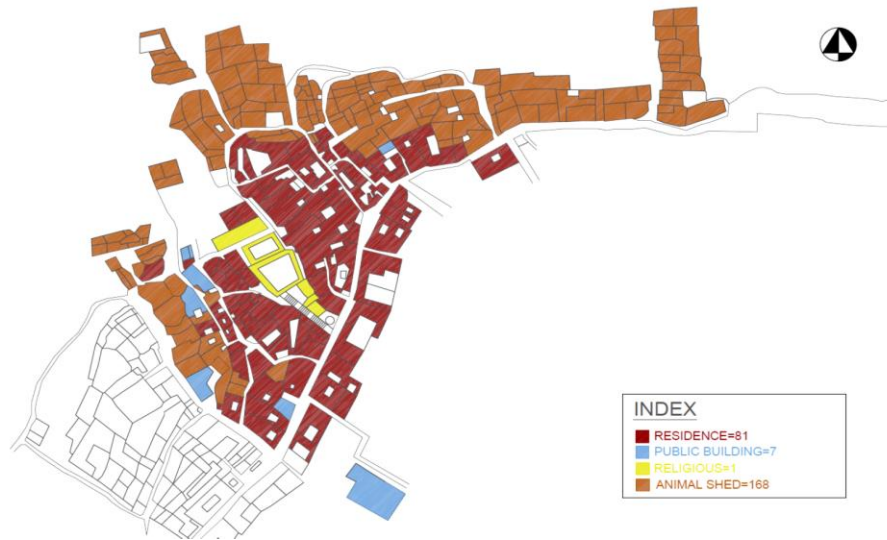 INDEX
RESIDENCE=81
PUBLIC BUILDING=7
RELIGIOUS=1
ANIMAL SHED=168